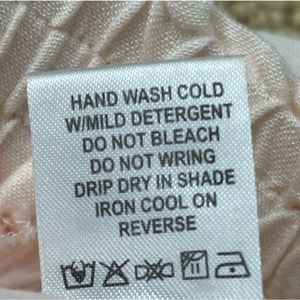 HAND WASH COLD
W/MILD DETERGENT
DO NOT BLEACH
DO NOT WRING
DRIP DRY IN SHADE
IRON COOL ON
REVERSE